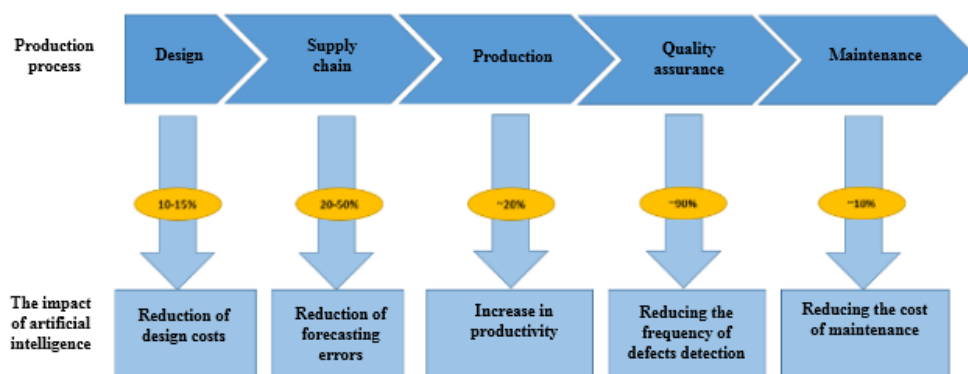 Production
process
Design
Supply
chain
Production
Quality
assurance
Maintenance
10-15%
20-50%
~20%
~90%
~10%
The impact
of artificial
intelligence
Reduction of
design costs
Reduction of
forecasting
errors
Increase in
productivity
Reducing the
frequency of
defects detection
Reducing the cost
of maintenance